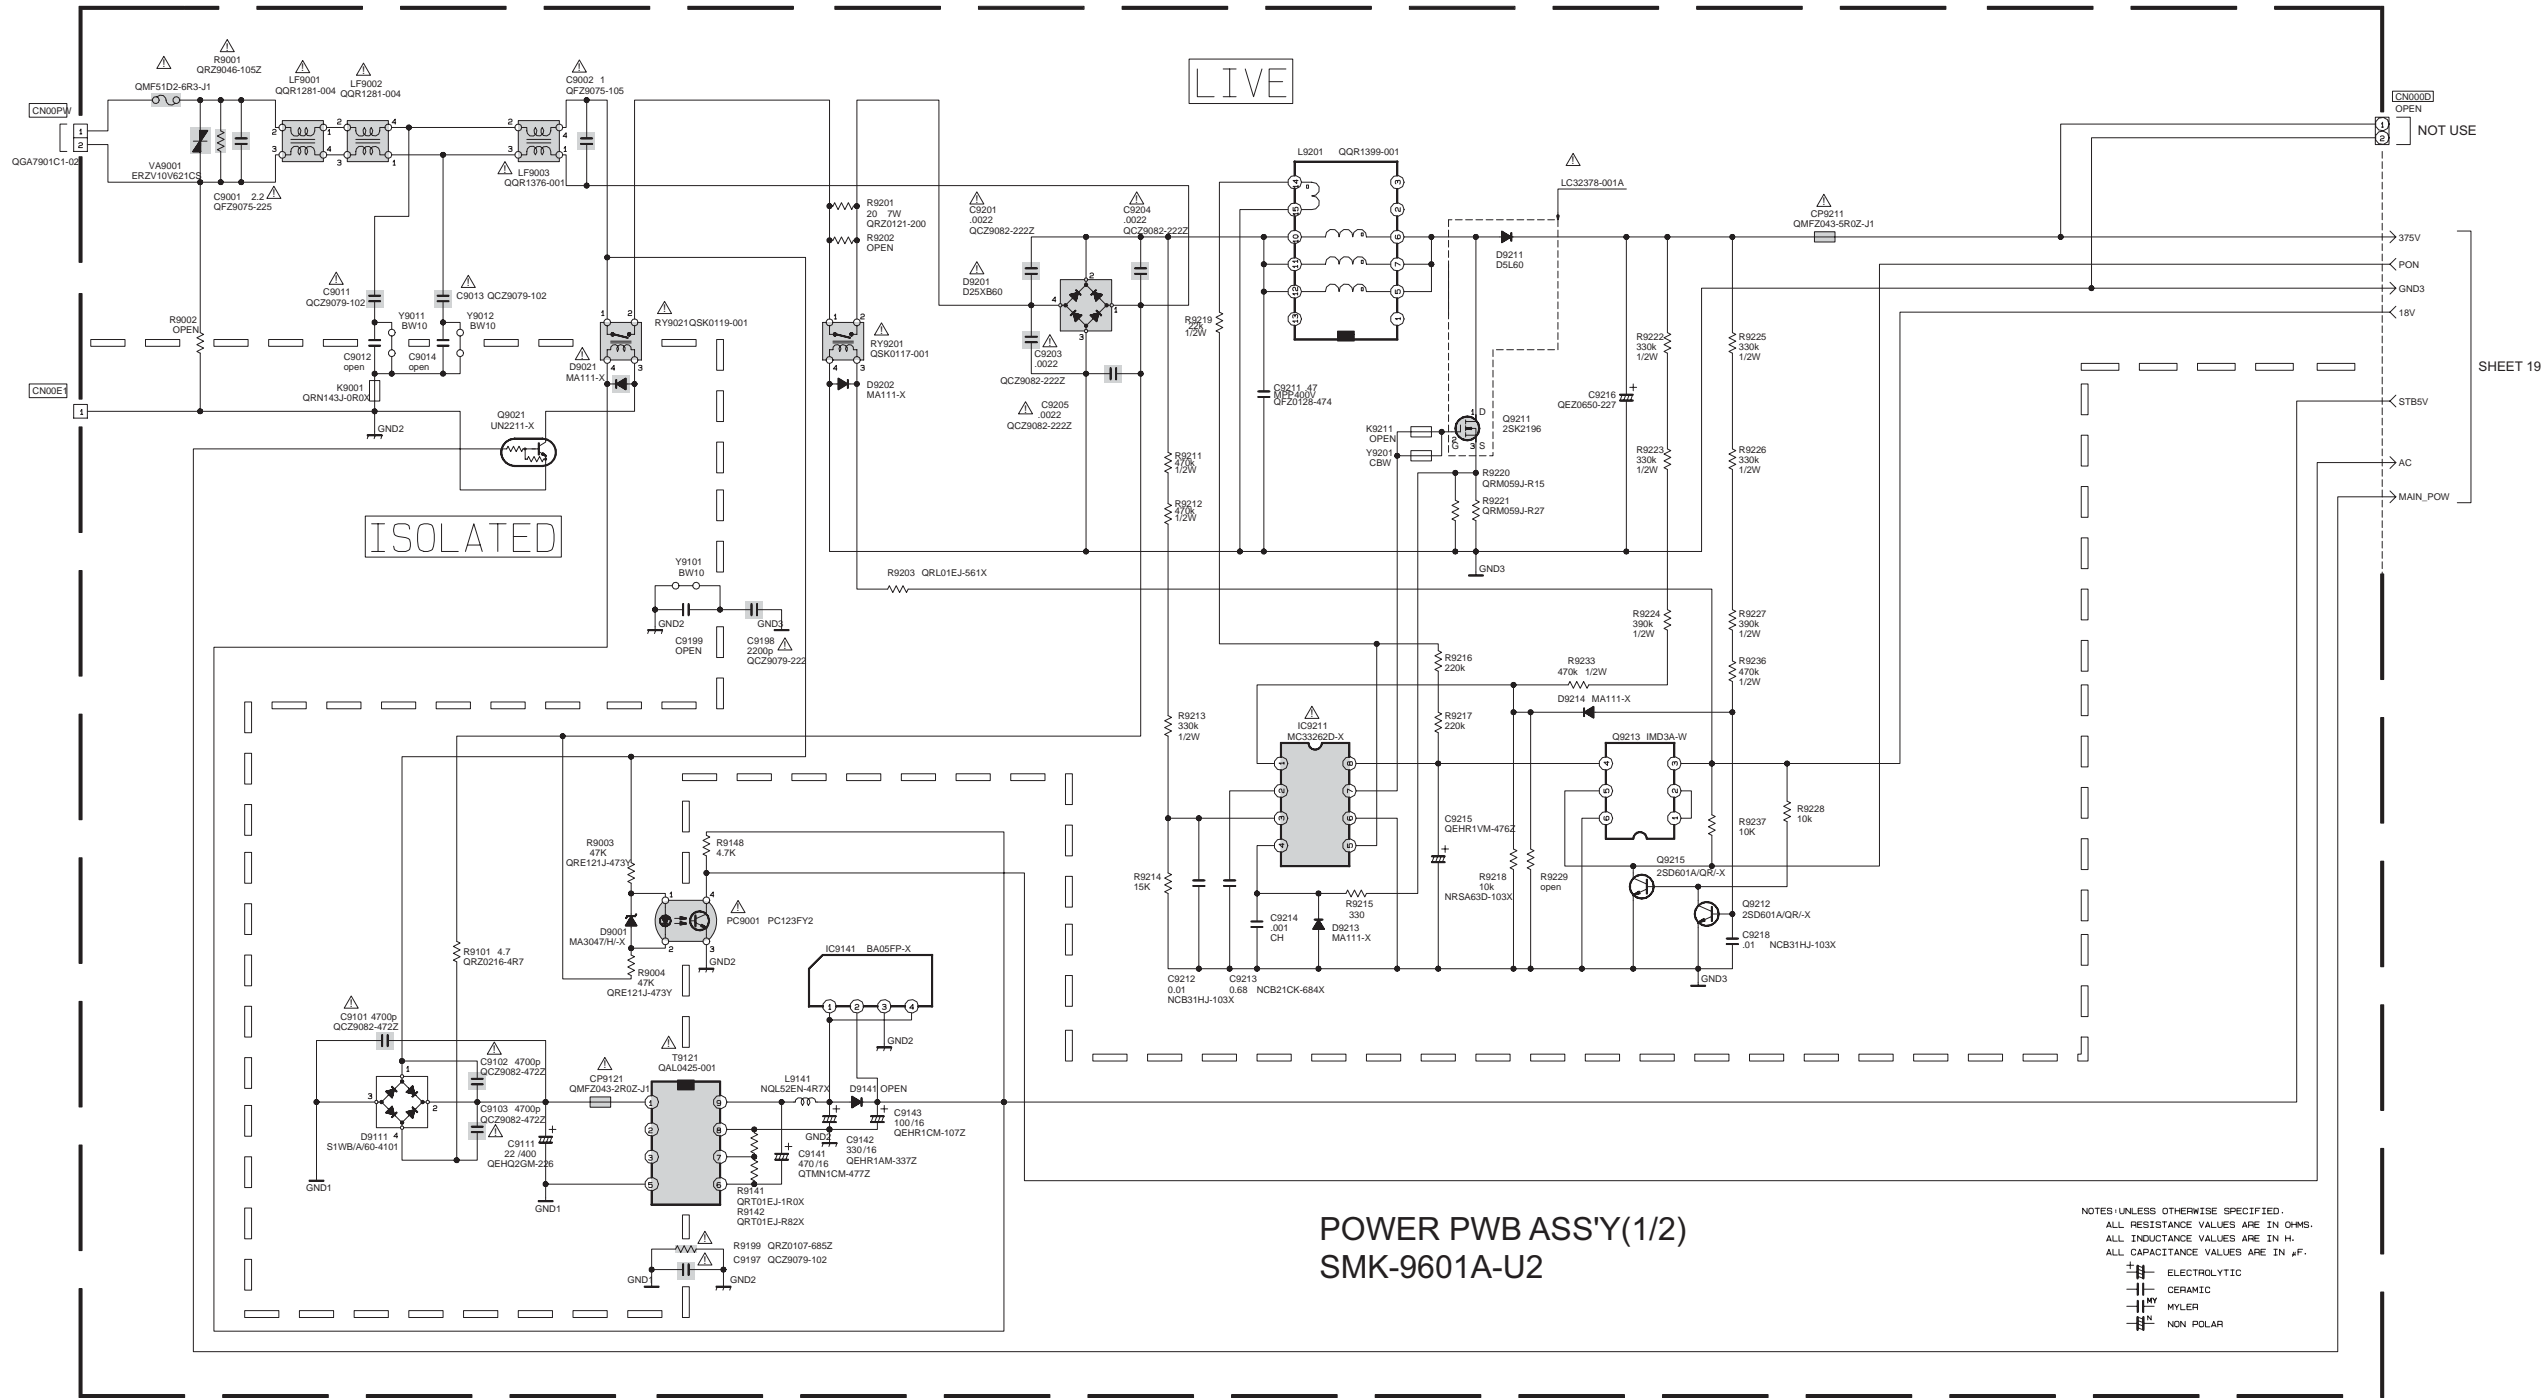 LIVE
R9001
QRZ9046-105Z
QMF51D2-6R3-J1
LF9001
QQR1281-004
LF9002
QQR1281-004
C9002 1
QFZ9075-105
CN00PW
1
2
QGA7901C1-02
VA9001
ERZV10V621CS
C9001 2.2
QFZ9075-225
LF9003
QQR1376-001
CN000D
OPEN
1
2
NOT USE
L9201 QQR1399-001
LC32378-001A
R9201
20 7W
QRZ0121-200
R9202
OPEN
C9201
.0022
QCZ9082-222Z
C9204
.0022
QCZ9082-222Z
CP9211
QMFZ043-5R0Z-J1
D9201
D25XB60
D9211
D5L60
375V
PON
GND3
18V
SHEET 19
STB5V
AC
MAIN_POW
C9011
QCZ9079-102
C9013 QCZ9079-102
R9002
OPEN
Y9011
BW10
Y9012
BW10
C9012
open
C9014
open
K9001
QRN143J-0R0X
GND2
RY9021QSK0119-001
D9021
MA111-X
RY9201
QSK0117-001
D9202
MA111-X
C9203
.0022
QCZ9082-222Z
C9205
.0022
QCZ9082-222Z
R9219
22k
1/2W
C9211 .47
MPP400V
QFZ0128-474
R9222
330k
1/2W
R9225
330k
1/2W
C9216
QEZ0650-227
CN00E1
1
Q9021
UN2211-X
K9211
OPEN
Y9201
CBW
D
G
S
Q9211
2SK2196
R9211
470k
1/2W
R9212
470k
1/2W
R9223
330k
1/2W
R9226
330k
1/2W
R9220
QRM059J-R15
R9221
QRM059J-R27
GND3
ISOLATED
Y9101
BW10
GND2
GND3
C9199
OPEN
C9198
2200p
QCZ9079-222
R9203 QRL01EJ-561X
R9224
390k
1/2W
R9227
390k
1/2W
R9216
220k
R9233
470k 1/2W
R9236
470k
1/2W
D9214 MA111-X
R9213
330k
1/2W
IC9211
MC33262D-X
R9217
220k
Q9213 IMD3A-W
R9228
10k
R9237
10K
C9215
QEHR1VM-476Z
NRSA63D-103X
Q9215
2SD601A/QR/-X
R9003
47K
QRE121J-473Y
R9148
4.7K
R9214
15K
R9218
10k
R9229
open
R9215
330
Q9212
2SD601A/QR/-X
C9214
.001
CH
D9213
MA111-X
C9218
.01 NCB31HJ-103X
PC9001 PC123FY2
D9001
MA3047/H/-X
GND2
R9101 4.7
QRZ0216-4R7
R9004
47K
QRE121J-473Y
IC9141 BA05FP-X
C9212
0.01
NCB31HJ-103X
C9213
0.68 NCB21CK-684X
GND3
C9101 4700p
QCZ9082-472Z
GND2
C9102 4700p
QCZ9082-472Z
CP9121
QMFZ043-2R0Z-J1
T9121
QAL0425-001
L9141
NQL52EN-4R7X
D9141 OPEN
C9103 4700p
QCZ9082-472Z
D9111
S1WB/A/60-4101
C9111
22 /400
QEHQ2GM-226
C9143
100/16
QEHR1CM-107Z
GND2
C9142
330/16
QEHR1AM-337Z
C9141
470/16
QTMN1CM-477Z
GND1
GND1
R9141
QRT01EJ-1R0X
R9142
QRT01EJ-R82X
R9199 QRZ0107-685Z
C9197 QCZ9079-102
GND1
GND2
POWER PWB ASS'Y(1/2)
SMK-9601A-U2
NOTES:UNLESS OTHERWISE SPECIFIED.
ALL RESISTANCE VALUES ARE IN OHMS.
ALL INDUCTANCE VALUES ARE IN H.
ALL CAPACITANCE VALUES ARE IN μF.
ELECTROLYTIC
CERAMIC
MY
MYLER
N
NON POLAR